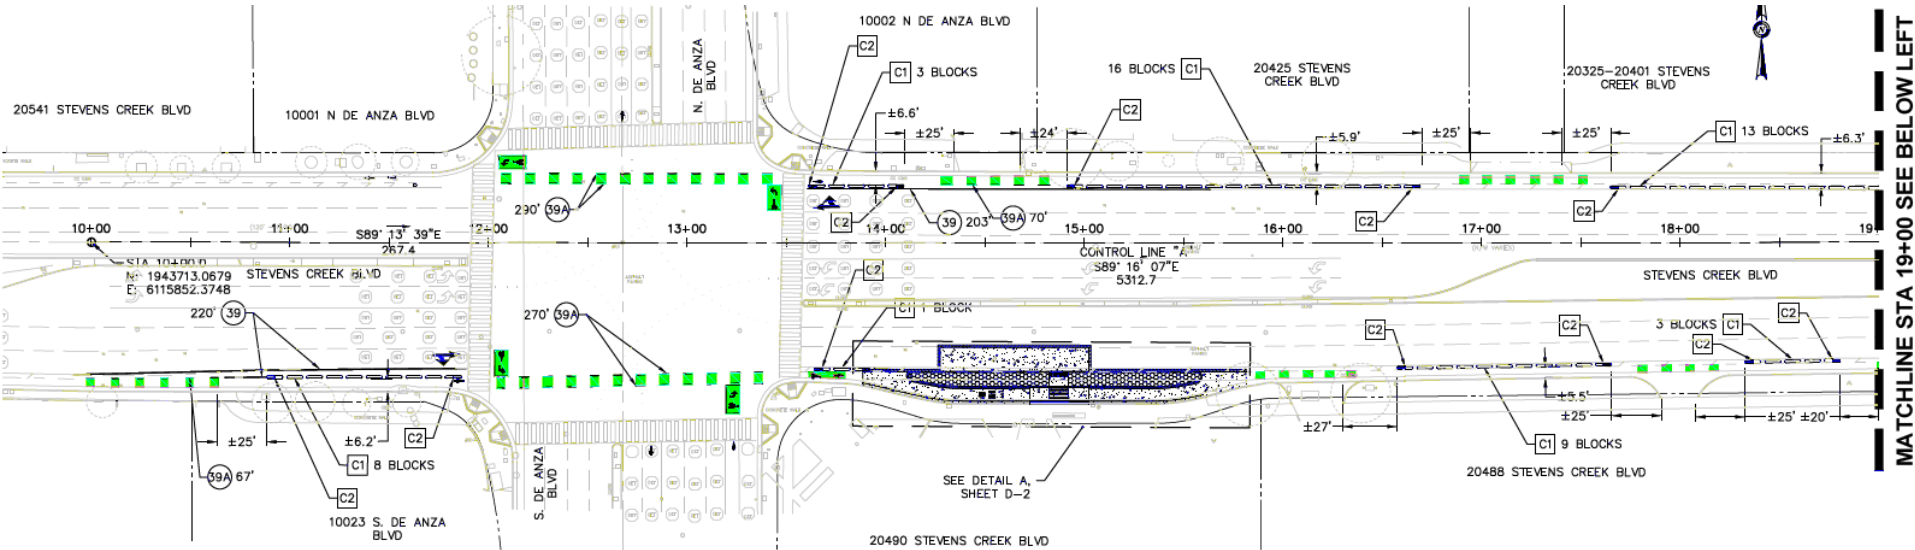 10002 N DE ANZA BLVD
C2
C1 3 BLOCKS
16 BLOCKS C1
20425 STEVENS
CREEK BLVD
20325-20401 STEVENS
CREEK BLVD
N. DE ANZA
BLVD
20541 STEVENS CREEK BLVD
10001 N DE ANZA BLVD
±6.6'
C2
±25'
±24'
±5.9'
±25'
±25'
C1 13 BLOCKS
±6.3'
290' 39A
C2
39 203'
39A 70'
C2
C2
10+00
11+00
12+00
13+00
14+00
15+00
16+00
17+00
18+00
19+
S89° 13' 39"E
267.4
STA 10+00.0
N: 1943713.0679
E: 6115852.3748
STEVENS CREEK BLVD
CONTROL LINE "A"
S89° 16' 07"E
5312.7
STEVENS CREEK BLVD
C2
220' 39
270' 39A
C1 1 BLOCK
C2
C2
3 BLOCKS C1
C2
C2
±5.5'
±25'
±6.2'
C2
±27'
±25'
±25' ±20'
C1 8 BLOCKS
C1 9 BLOCKS
39A 67'
C2
20488 STEVENS CREEK BLVD
S. DE ANZA
BLVD
SEE DETAIL A,
SHEET D-2
10023 S. DE ANZA
BLVD
20490 STEVENS CREEK BLVD
MATCHLINE STA 19+00 SEE BELOW LEFT